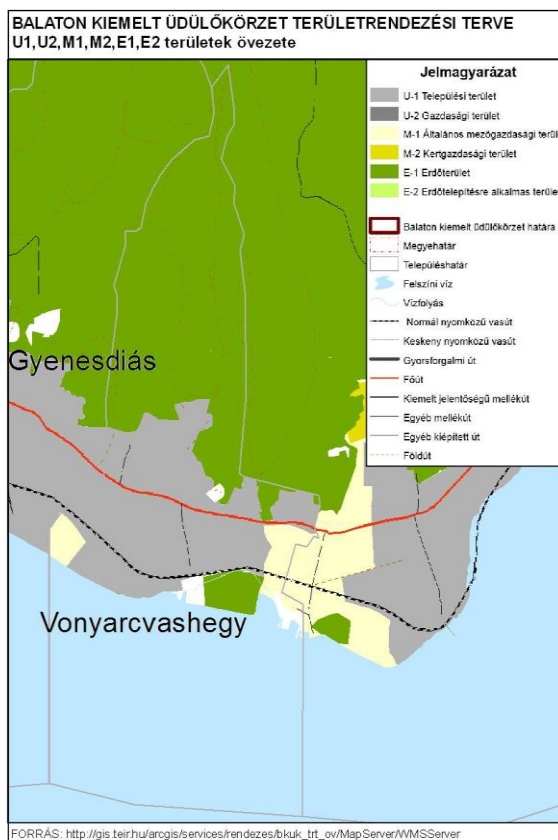 BALATON KIEMELT ÜDÜLŐKÖRZET TERÜLETRENDEZÉSI TERVE
U1,U2,M1,M2,E1,E2 területek övezete
Jelmagyarázat
U-1 Települési terület
U-2 Gazdasági terület
M-1 Általános mezőgazdasági terül
M-2 Kertgazdasági terület
E-1 Erdőterület
E-2 Erdőtelepítésre alkalmas terület
Balaton kiemelt üdülőkörzet határa
Megyehatár
Településhatár
Felszíni víz
Vízfolyás
Normál nyomközű vasút
Keskeny nyomközű vasút
Gyorsforgalmi út
Főút
Kiemelt jelentőségű mellékút
Egyéb mellékút
Egyéb kiépített út
Földút
Gyenesdiás
Vonyarcvashegy
FORRÁS: http://gis.teir.hu/arcgis/services/rendezes/bkuk_trt_ov/MapServer/WMSServer